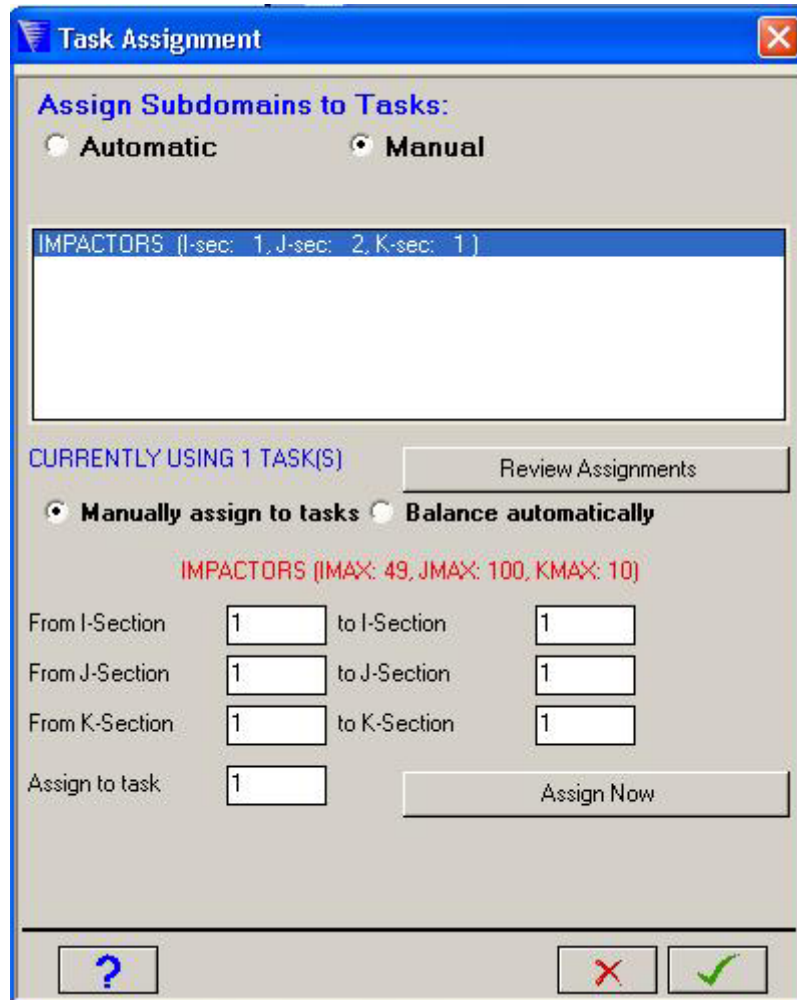 Task Assignment
Assign Subdomains to Tasks:
Automatic Manual
IMPACTORS (I-sec: 1, J-sec: 2, K-sec: 1 )
CURRENTLY USING 1 TASK(S) Review Assignments
Manually assign to tasks Balance automatically
IMPACTORS (IMAX: 49, JMAX: 100, KMAX: 10)
From I-Section 1 to I-Section 1
From J-Section 1 to J-Section 1
From K-Section 1 to K-Section 1
Assign to task 1 Assign Now
?